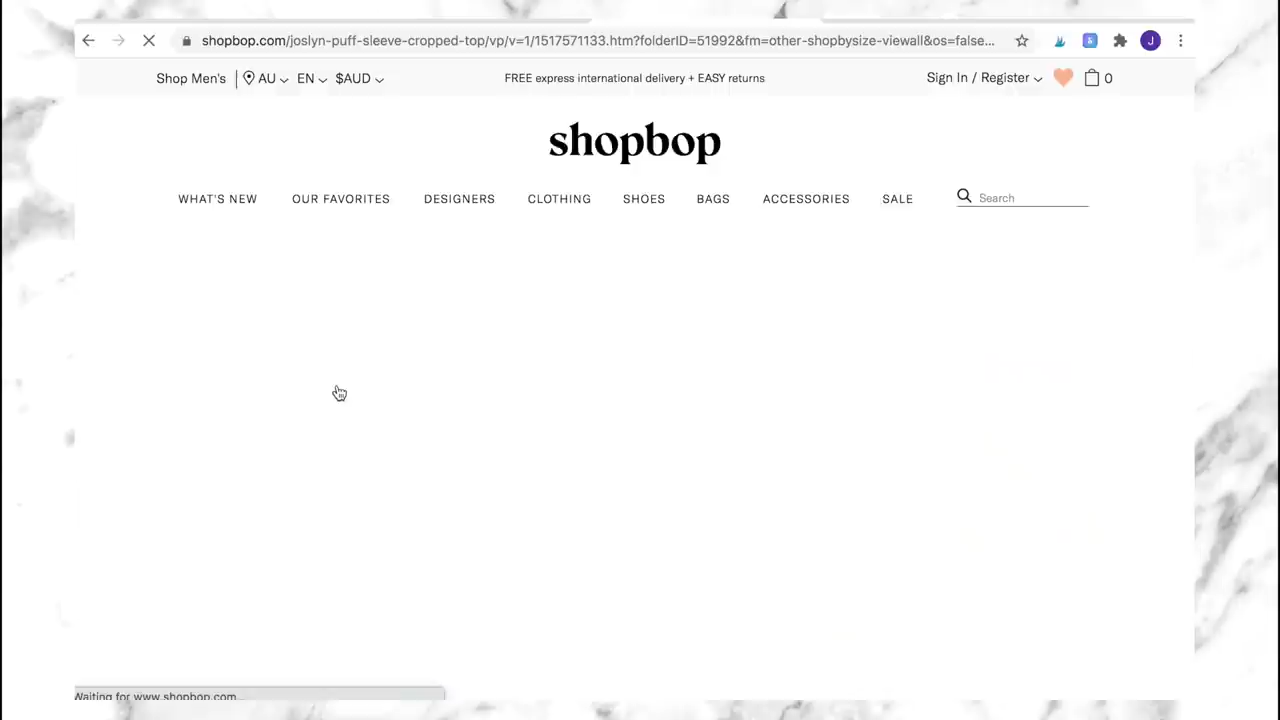 shopbop.com/joslyn-puff-sleeve-cropped-top/vp/v=1/1517571133.htm?folderID=51992&fm=other-shopbysize-viewall&os=false...
J
Shop Men's AU EN $AUD FREE express international delivery + EASY returns Sign In / Register 0
shopbop
WHAT'S NEW OUR FAVORITES DESIGNERS CLOTHING SHOES BAGS ACCESSORIES SALE Search
Waiting for www.shopbop.com...